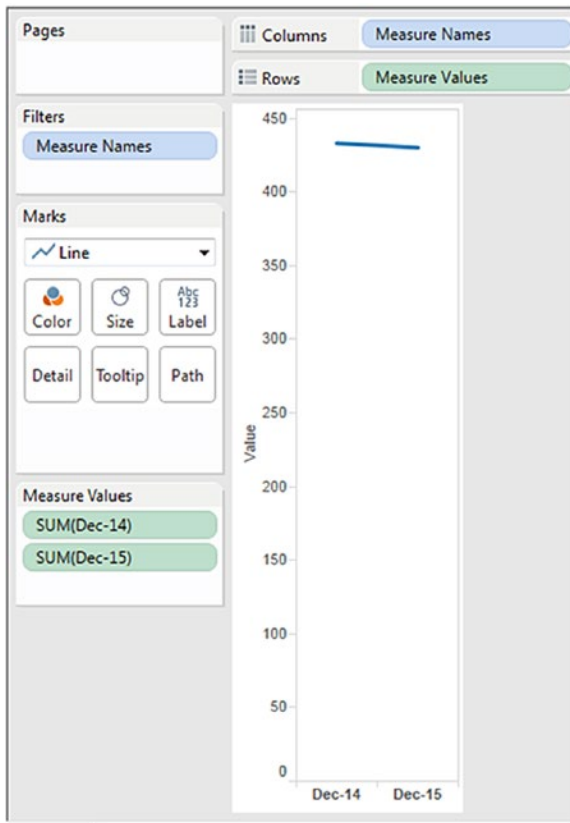 Pages
Columns
Measure Names
Rows
Measure Values
Filters
Measure Names
Marks
Line
Color
Size
Abc
123
Label
Detail
Tooltip
Path
Measure Values
SUM(Dec-14)
SUM(Dec-15)
450
400
350
300
250
200
150
100
50
0
Value
Dec-14
Dec-15